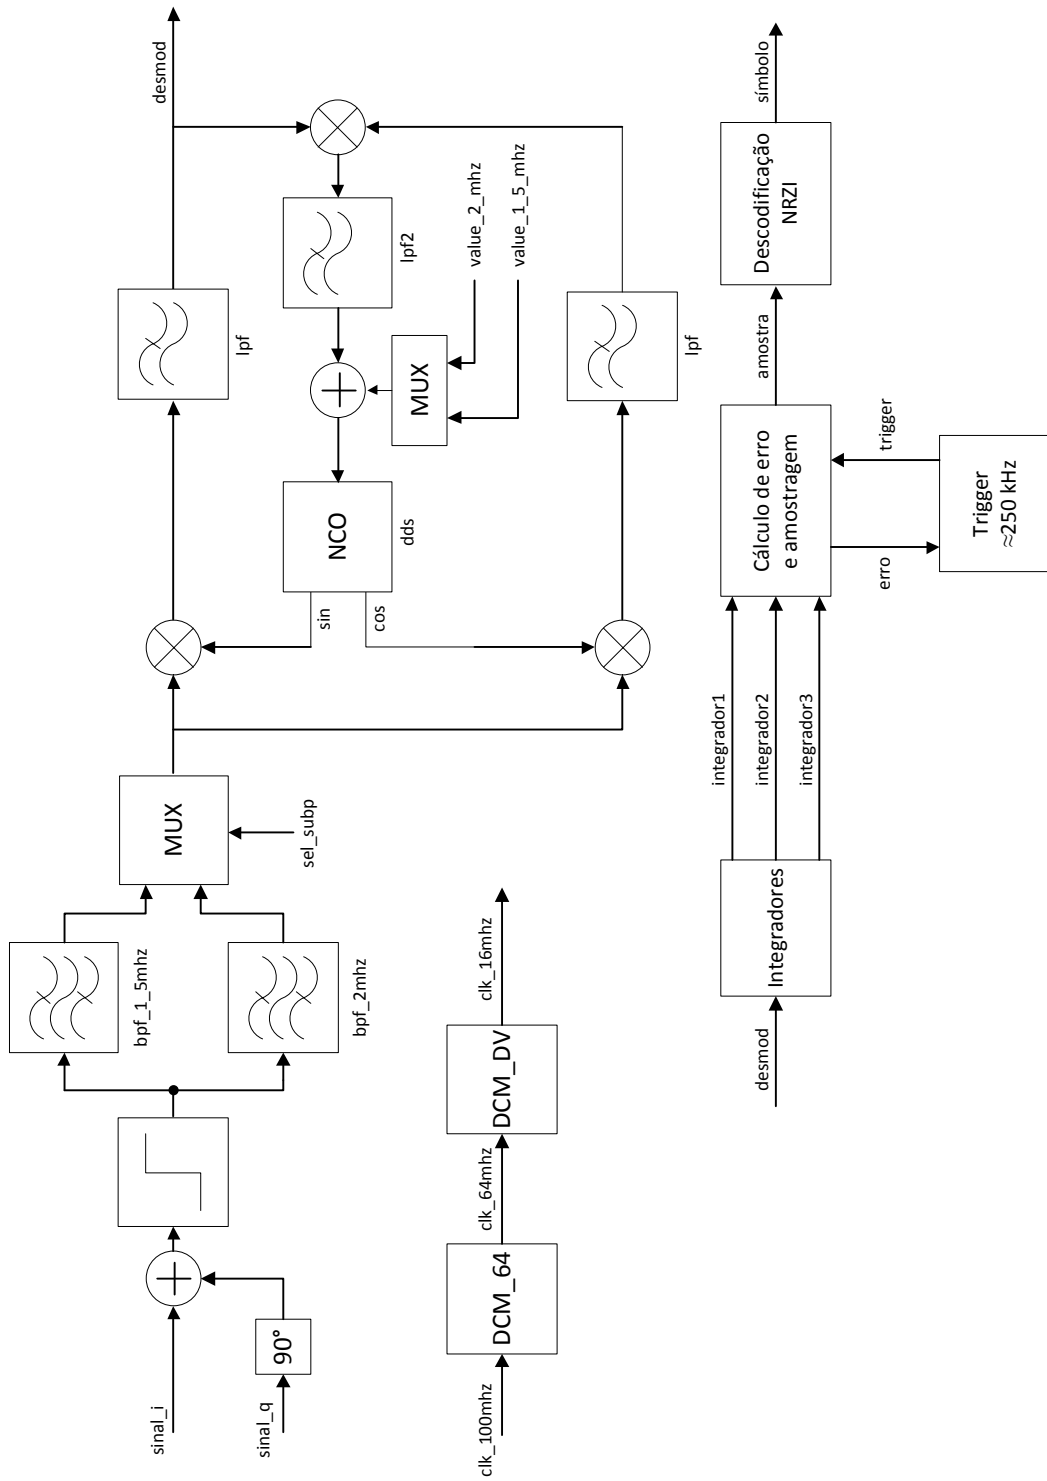 sinal_i
sinal_q
90°
bpf_1_5mhz
bpf_2mhz
MUX
sel_subp
sin
cos
NCO
dds
lpf
lpf2
MUX
value_2_mhz
value_1_5_mhz
lpf
desmod
clk_100mhz
DCM_64
clk_64mhz
DCM_DV
clk_16mhz
desmod
Integradores
integrador1
integrador2
integrador3
Cálculo de erro
e amostragem
erro
trigger
Trigger
≈250 kHz
amostra
Descodificação
NRZI
símbolo